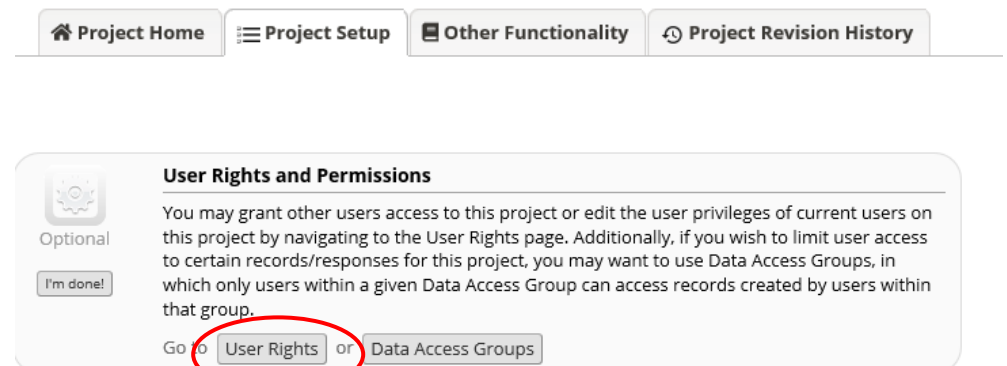 Project Home Project Setup Other Functionality Project Revision History
User Rights and Permissions
You may grant other users access to this project or edit the user privileges of current users on
Optional this project by navigating to the User Rights page. Additionally, if you wish to limit user access
to certain records/responses for this project, you may want to use Data Access Groups, in
I'm done! which only users within a given Data Access Group can access records created by users within
that group.
Go to User Rights or Data Access Groups